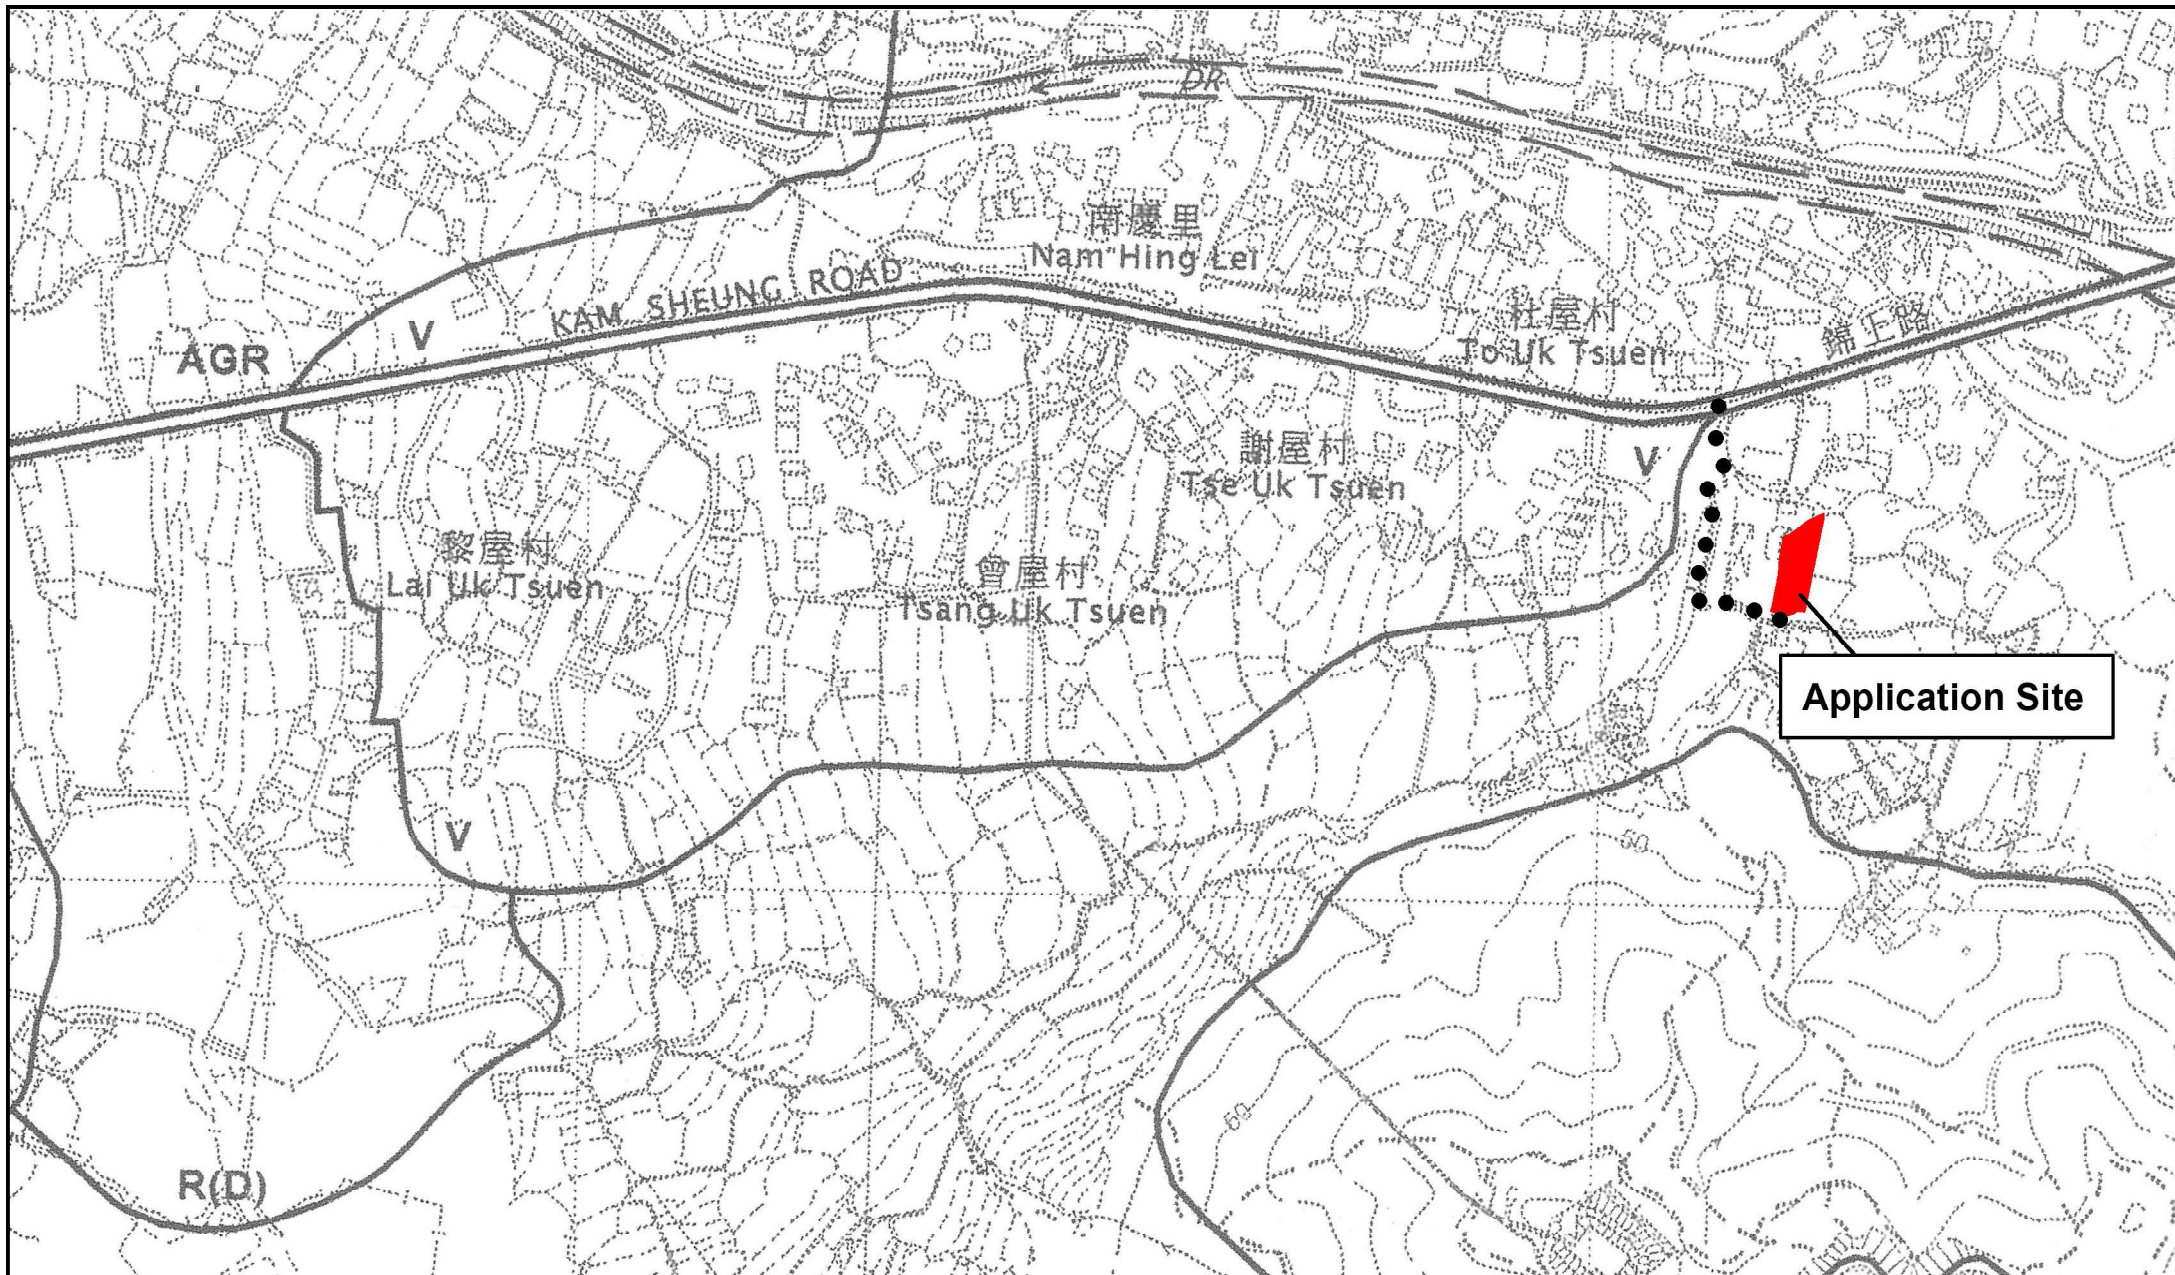 DR
南慶里
Nam Hing Lei
KAM SHEUNG ROAD
杜屋村
To Uk Tsuen
錦上路
V
AGR
謝屋村
Tse Uk Tsuen
V
黎屋村
Lai Uk Tsuen
曾屋村
Tsang Uk Tsuen
Application Site
V
50
50
R(D)